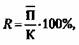 R = П̅/К · 100%,